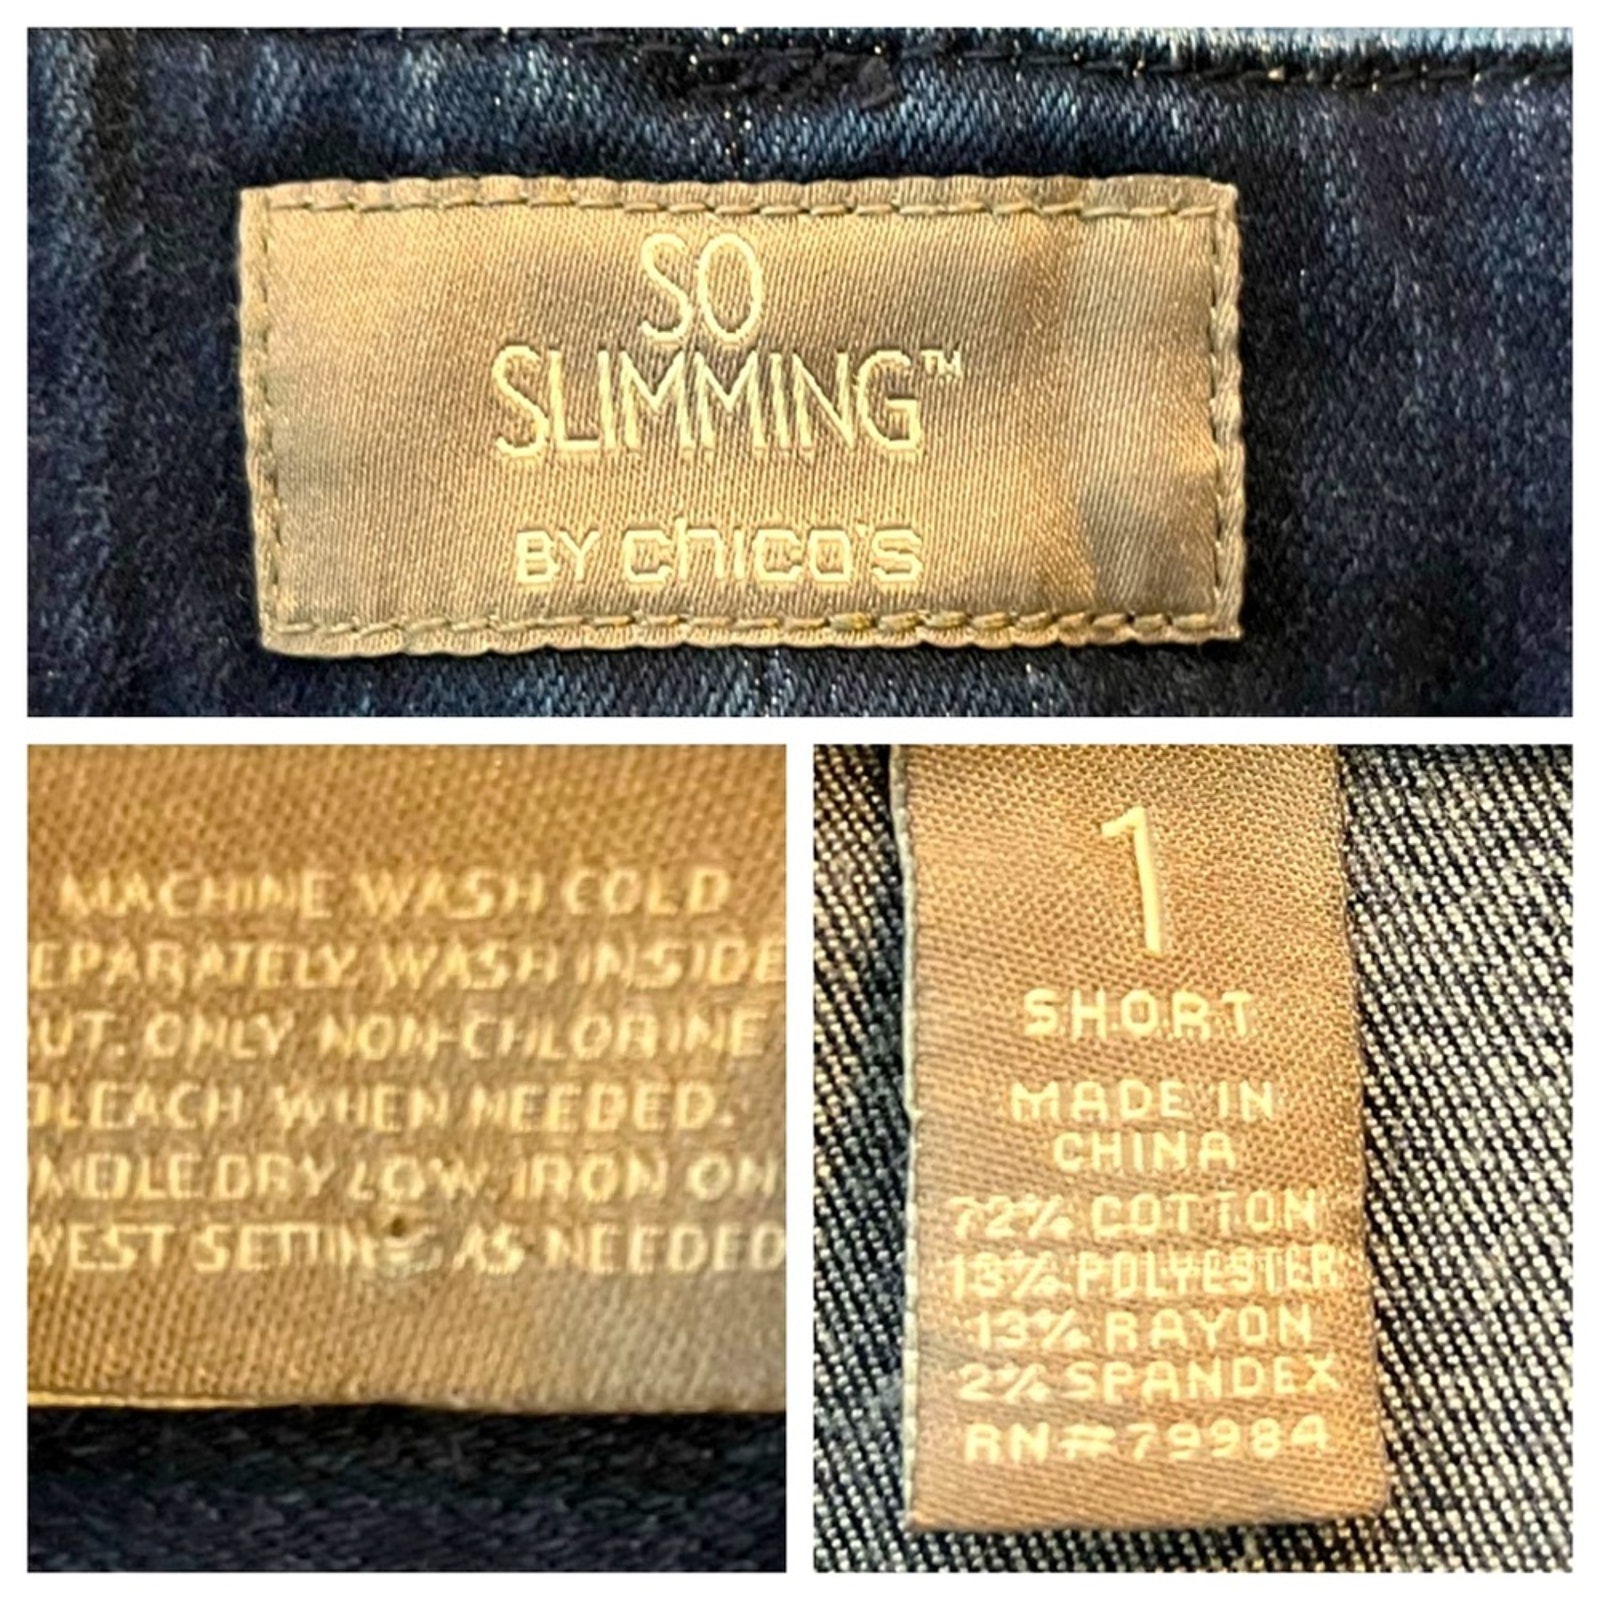 SO
SLIMMING™
BY chico's
MACHINE WASH COLD
EPARATELY. WASH INSIDE
UT. ONLY NON-CHLORINE
BLEACH WHEN NEEDED.
UMBLE DRY LOW. IRON ON
WEST SETTING AS NEEDED
1
SHORT
MADE IN
CHINA
72% COTTON
13% POLYESTER
13% RAYON
2% SPANDEX
RN#79984